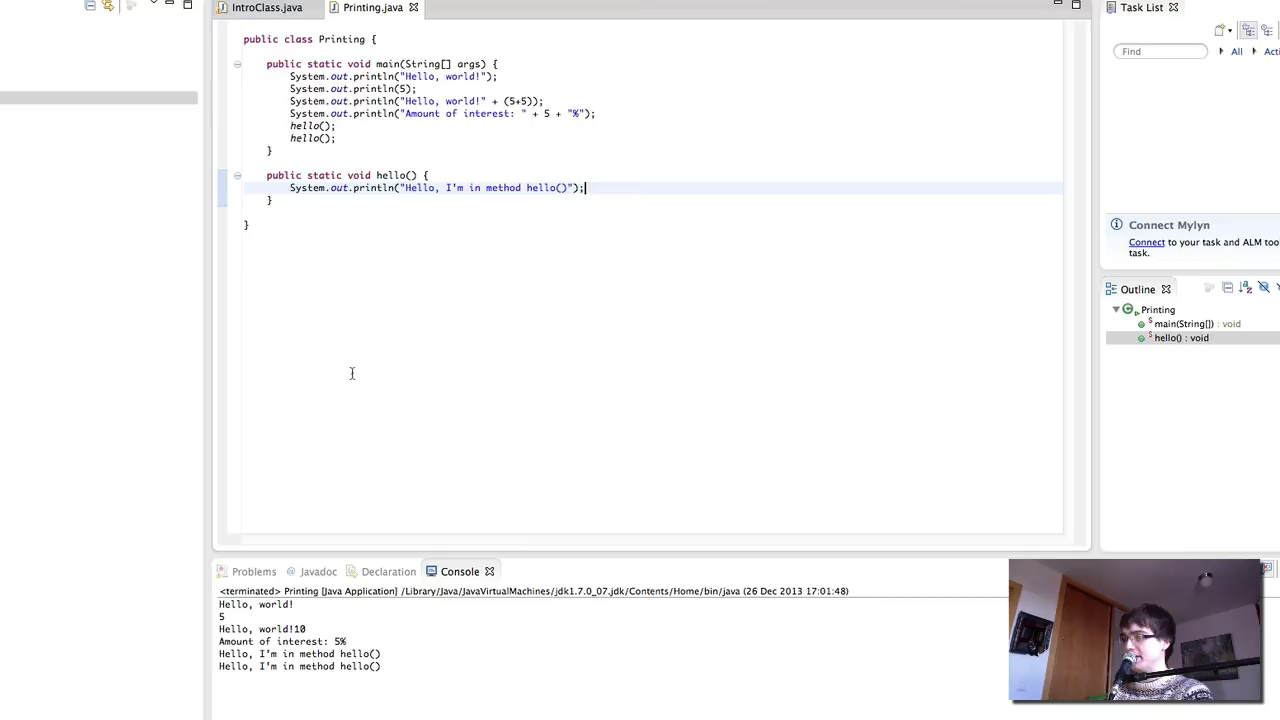 IntroClass.java
Printing.java
Task List
public class Printing {
Find
All
public static void main(String[] args) {
System.out.println("Hello, world!");
System.out.println(5);
System.out.println("Hello, world!" + (5+5));
System.out.println("Amount of interest: " + 5 + "%");
hello();
hello();
}
public static void hello() {
System.out.println("Hello, I'm in method hello()");
}
}
Connect Mylyn
Connect to your task and ALM too
task.
Outline
Printing
main(String[]) : void
hello() : void
Problems
Javadoc
Declaration
Console
<terminated> Printing [Java Application] /Library/Java/JavaVirtualMachines/jdk1.7.0_07.jdk/Contents/Home/bin/java (26 Dec 2013 17:01:48)
Hello, world!
5
Hello, world!10
Amount of interest: 5%
Hello, I'm in method hello()
Hello, I'm in method hello()